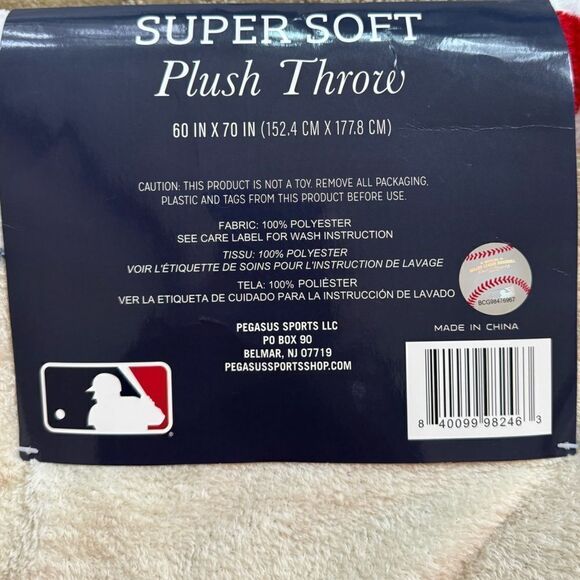 SUPER SOFT
Plush Throw
60 IN X 70 IN (152.4 CM X 177.8 CM)
CAUTION: THIS PRODUCT IS NOT A TOY. REMOVE ALL PACKAGING,
PLASTIC AND TAGS FROM THIS PRODUCT BEFORE USE.
FABRIC: 100% POLYESTER
SEE CARE LABEL FOR WASH INSTRUCTION
TISSU: 100% POLYESTER
VOIR L'ÉTIQUETTE DE SOINS POUR L'INSTRUCTION DE LAVAGE
TELA: 100% POLIÉSTER
VER LA ETIQUETA DE CUIDADO PARA LA INSTRUCCIÓN DE LAVADO
PEGASUS SPORTS LLC
PO BOX 90
BELMAR, NJ 07719
PEGASUSSPORTSSHOP.COM
BCG98476967
MADE IN CHINA
8 40099 98246 3